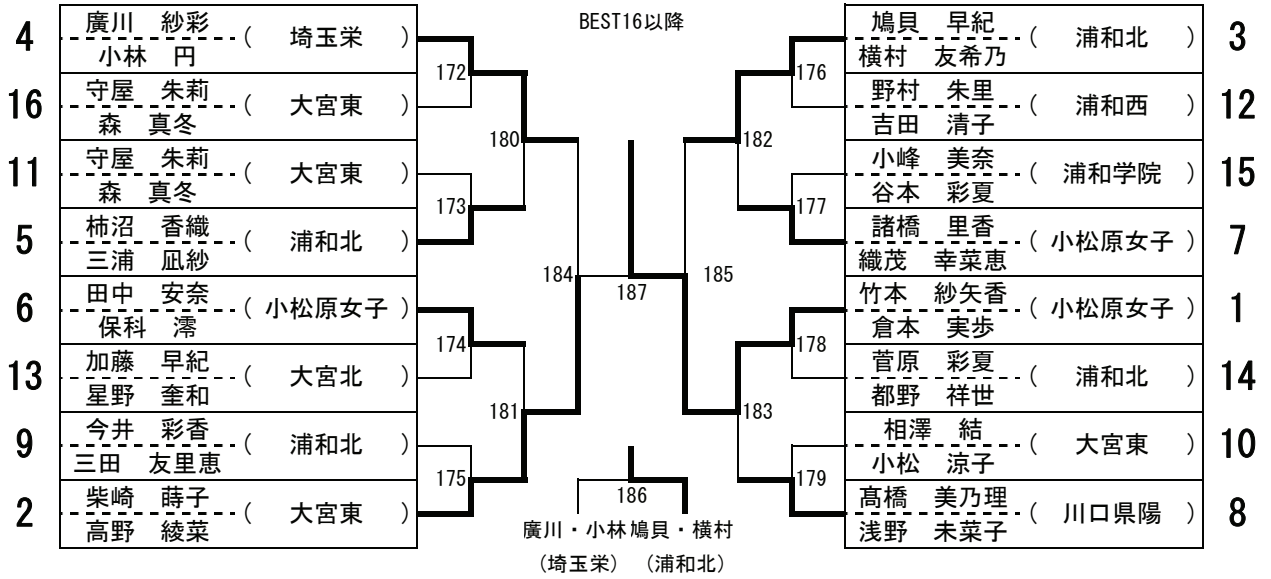 BEST16以降
4 廣川 紗彩 ( 埼玉栄 )
小林 円
172
16 守屋 朱莉 ( 大宮東 )
森 真冬
180
11 守屋 朱莉 ( 大宮東 )
森 真冬
173
5 柿沼 香織 ( 浦和北 )
三浦 凪紗
184
6 田中 安奈 ( 小松原女子 )
保科 澪
174
13 加藤 早紀 ( 大宮北 )
星野 奎和
181
9 今井 彩香 ( 浦和北 )
三田 友里恵
175
2 柴崎 蒔子 ( 大宮東 )
高野 綾菜
187
186
廣川・小林 鳩貝・横村
(埼玉栄) (浦和北)
鳩貝 早紀 ( 浦和北 ) 3
横村 友希乃
176
野村 朱里 ( 浦和西 ) 12
吉田 清子
182
小峰 美奈 ( 浦和学院 ) 15
谷本 彩夏
177
諸橋 里香 ( 小松原女子 ) 7
織茂 幸菜恵
185
竹本 紗矢香 ( 小松原女子 ) 1
倉本 実歩
178
菅原 彩夏 ( 浦和北 ) 14
都野 祥世
183
相澤 結 ( 大宮東 ) 10
小松 涼子
179
髙橋 美乃理 ( 川口県陽 ) 8
浅野 未菜子